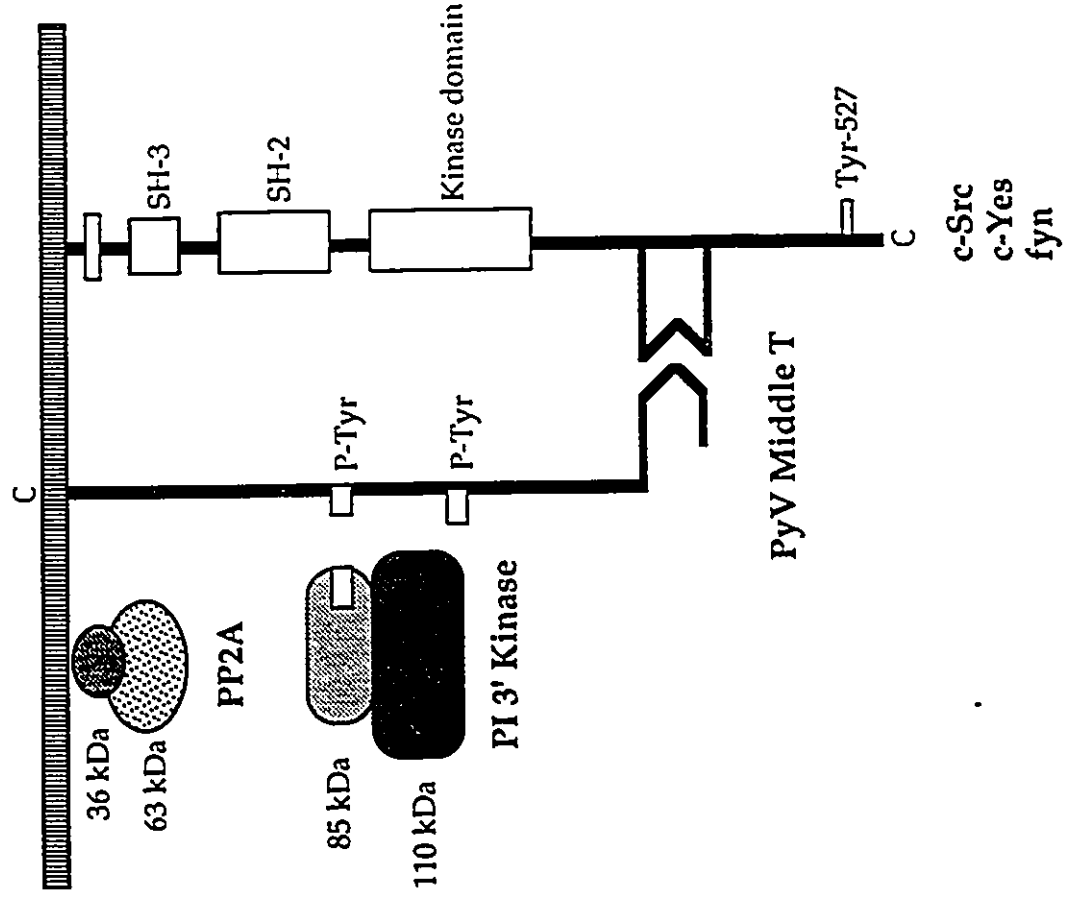 C
SH-3
SH-2
Kinase domain
Tyr-527
C
c-Src
c-Yes
fyn
P-Tyr
P-Tyr
PyV Middle T
36 kDa
63 kDa
PP2A
85 kDa
110 kDa
PI 3' Kinase